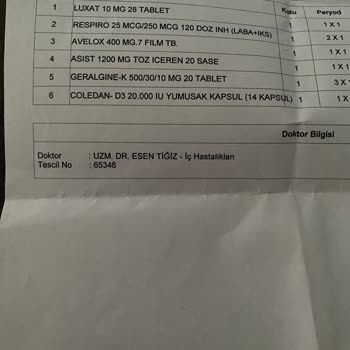 Kutu Peryod
1 LUXAT 10 MG 28 TABLET 1 1 X 1
2 RESPIRO 25 MCG/250 MCG 120 DOZ INH (LABA+IKS) 1 2 X 1
3 AVELOX 400 MG.7 FILM TB. 1 1 X 1
4 ASIST 1200 MG TOZ ICEREN 20 SASE 1 1 X 1
5 GERALGINE-K 500/30/10 MG 20 TABLET 1 3 X 1
6 COLEDAN- D3 20.000 IU YUMUSAK KAPSUL (14 KAPSUL) 1 1 X
Doktor Bilgisi
Doktor : UZM. DR. ESEN TİĞİZ - İç Hastalıkları
Tescil No : 65346